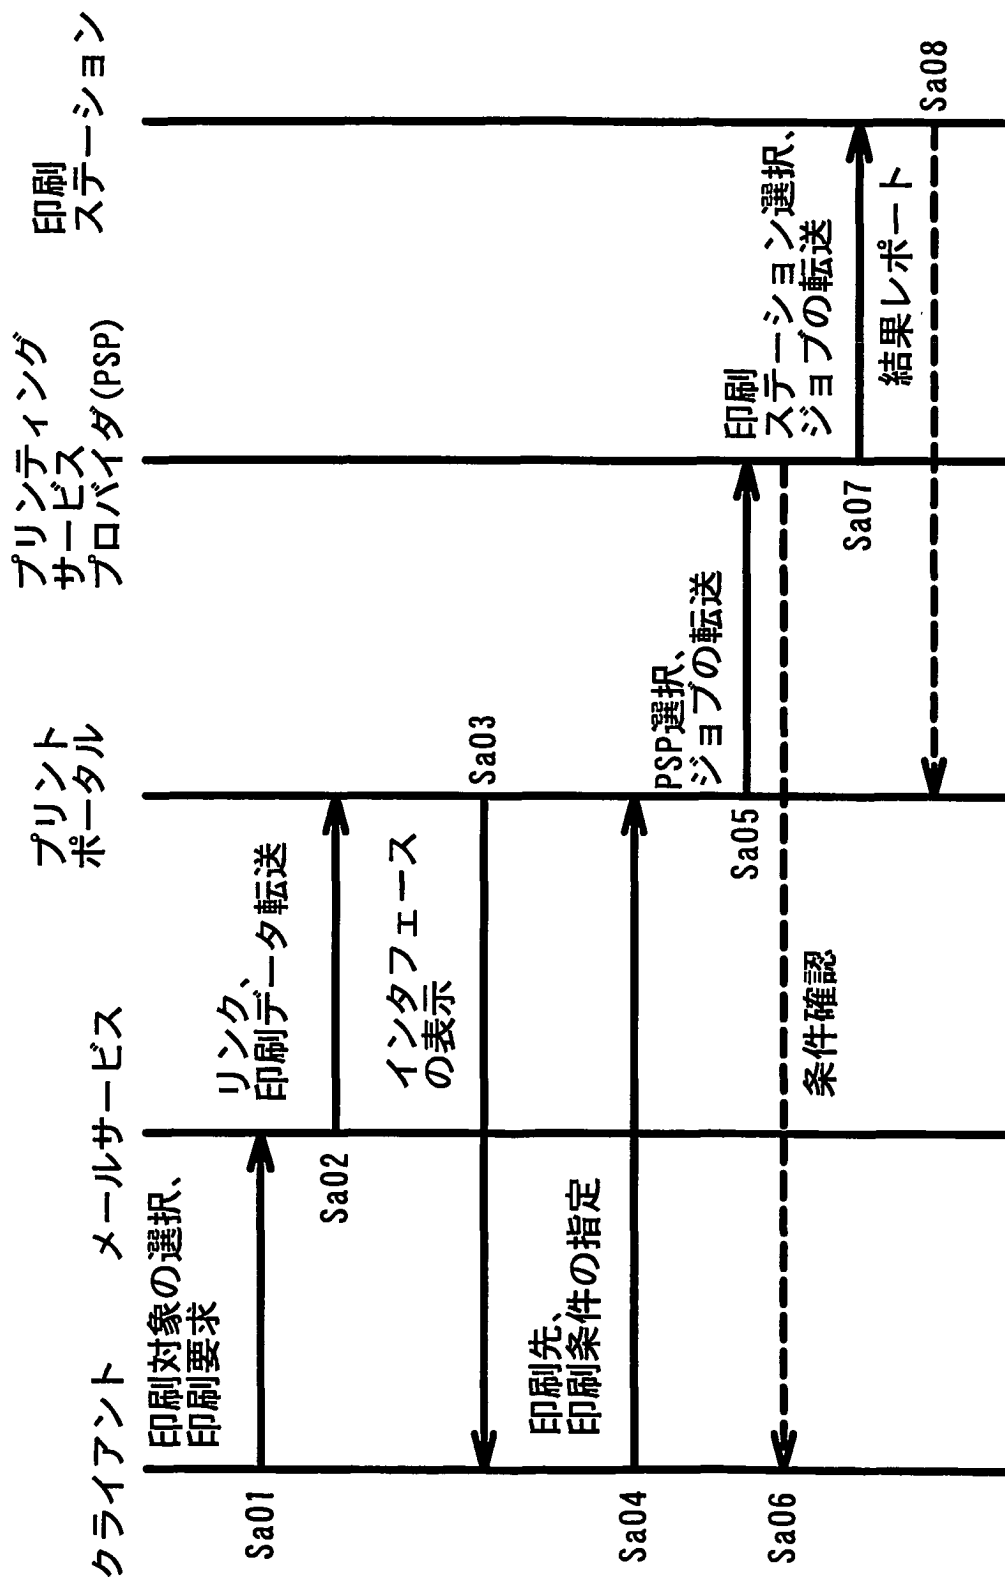 クライアント
メールサービス
プリント
ポータル
プリンティング
サービス
プロバイダ(PSP)
印刷
ステーション
Sa01
印刷対象の選択、
印刷要求
Sa02
リンク、
印刷データ転送
インタフェース
の表示
Sa03
Sa04
印刷先、
印刷条件の指定
Sa05
PSP選択、
ジョブの転送
Sa06
条件確認
Sa07
印刷
ステーション選択、
ジョブの転送
結果レポート
Sa08